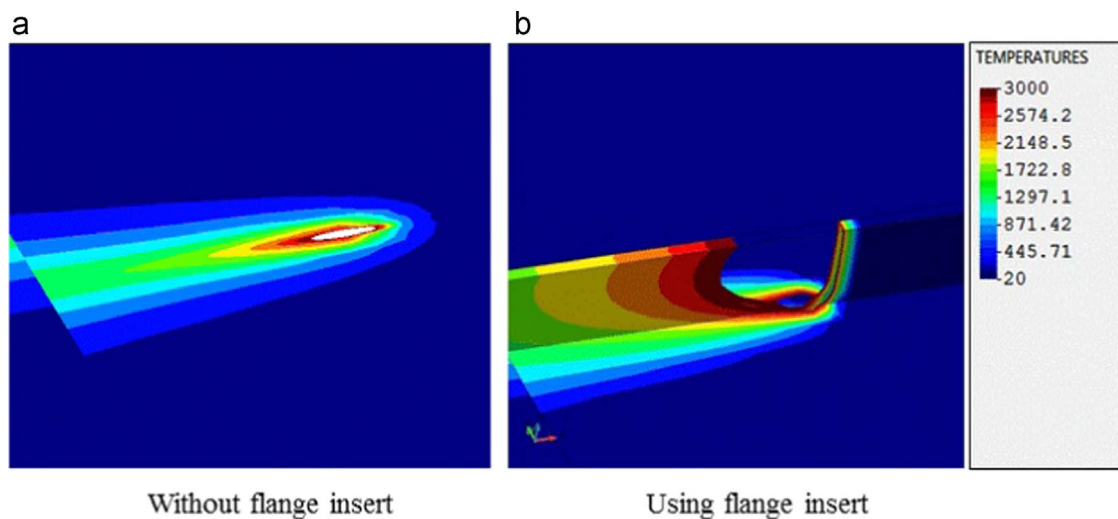 a
b
TEMPERATURES
3000
2574.2
2148.5
1722.8
1297.1
871.42
445.71
20
Without flange insert
Using flange insert